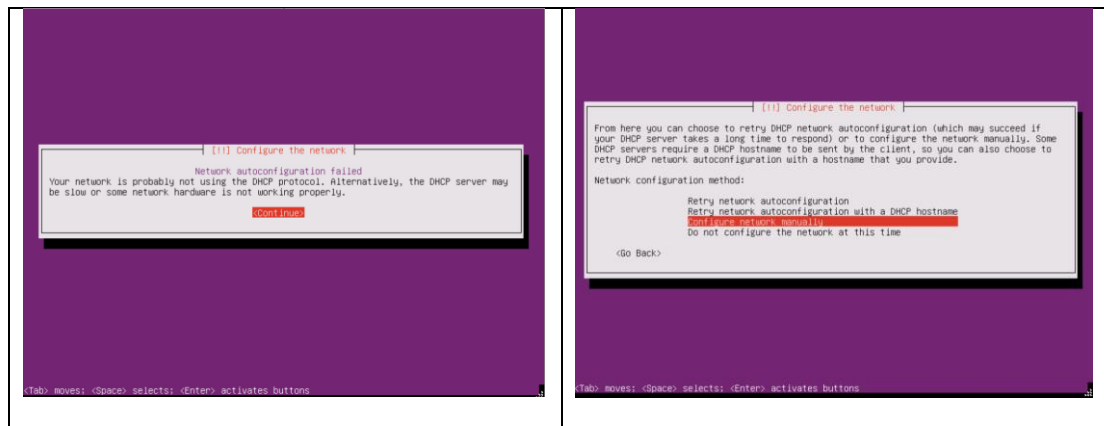 [!!] Configure the network
Network autoconfiguration failed
Your network is probably not using the DHCP protocol. Alternatively, the DHCP server may
be slow or some network hardware is not working properly.
<Continue>
<Tab> moves; <Space> selects; <Enter> activates buttons
[!!] Configure the network
From here you can choose to retry DHCP network autoconfiguration (which may succeed if
your DHCP server takes a long time to respond) or to configure the network manually. Some
DHCP servers require a DHCP hostname to be sent by the client, so you can also choose to
retry DHCP network autoconfiguration with a hostname that you provide.
Network configuration method:
Retry network autoconfiguration
Retry network autoconfiguration with a DHCP hostname
Configure network manually
Do not configure the network at this time
<Go Back>
<Tab> moves; <Space> selects; <Enter> activates buttons